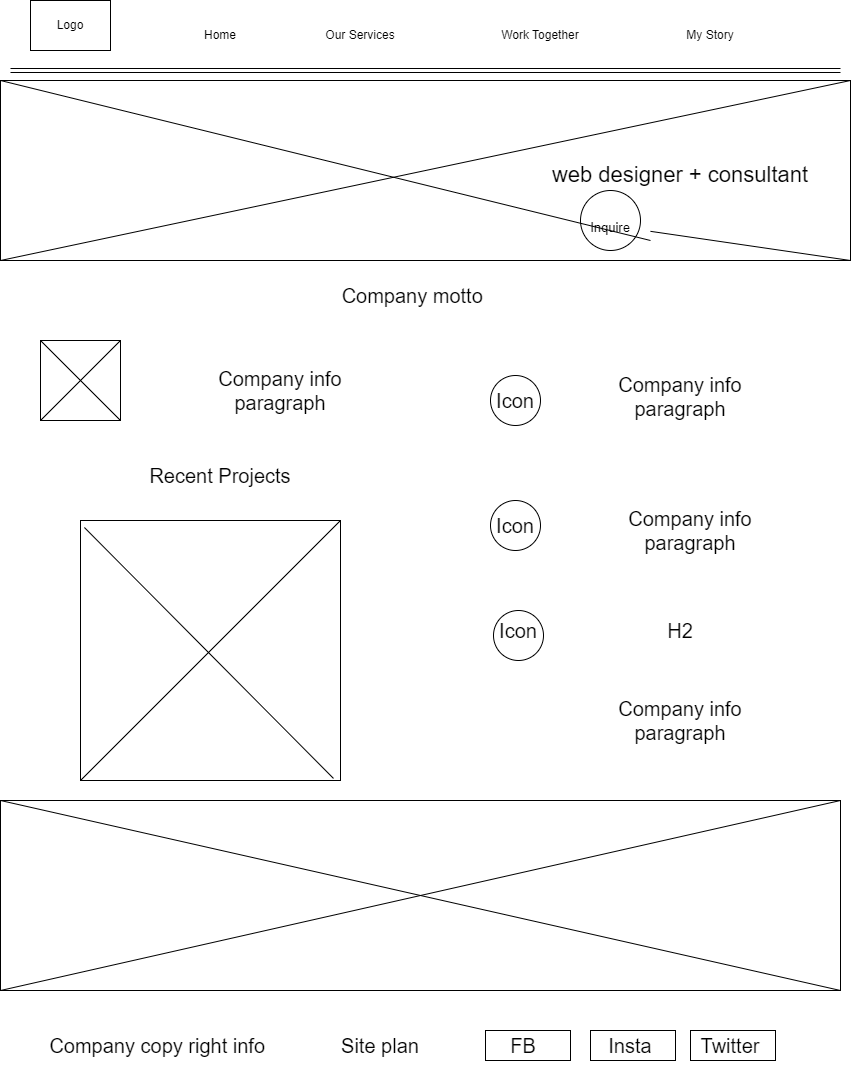 Logo
Home
Our Services
Work Together
My Story
web designer + consultant
Inquire
Company motto
Company info
paragraph
Icon
Company info
paragraph
Recent Projects
Icon
Company info
paragraph
Icon
H2
Company info
paragraph
Company copy right info
Site plan
FB
Insta
Twitter